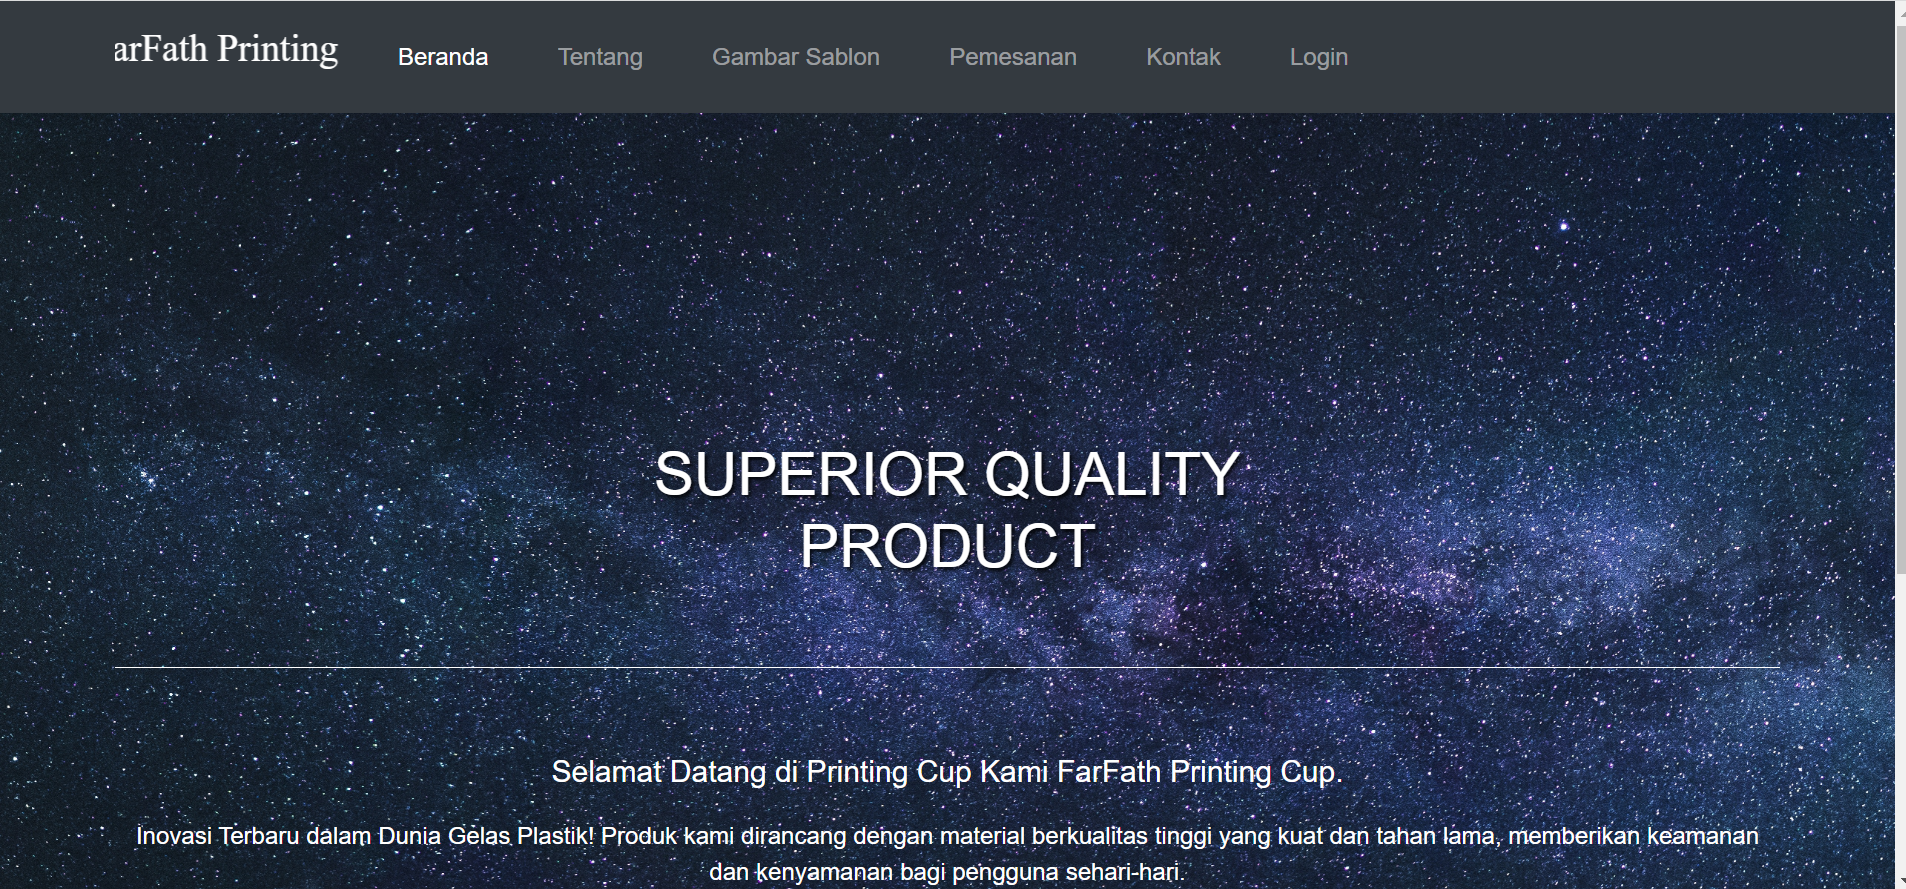 arFath Printing
Beranda
Tentang
Gambar Sablon
Pemesanan
Kontak
Login
SUPERIOR QUALITY
PRODUCT
Selamat Datang di Printing Cup Kami FarFath Printing Cup.
Inovasi Terbaru dalam Dunia Gelas Plastik! Produk kami dirancang dengan material berkualitas tinggi yang kuat dan tahan lama, memberikan keamanan
dan kenyamanan bagi pengguna sehari-hari.